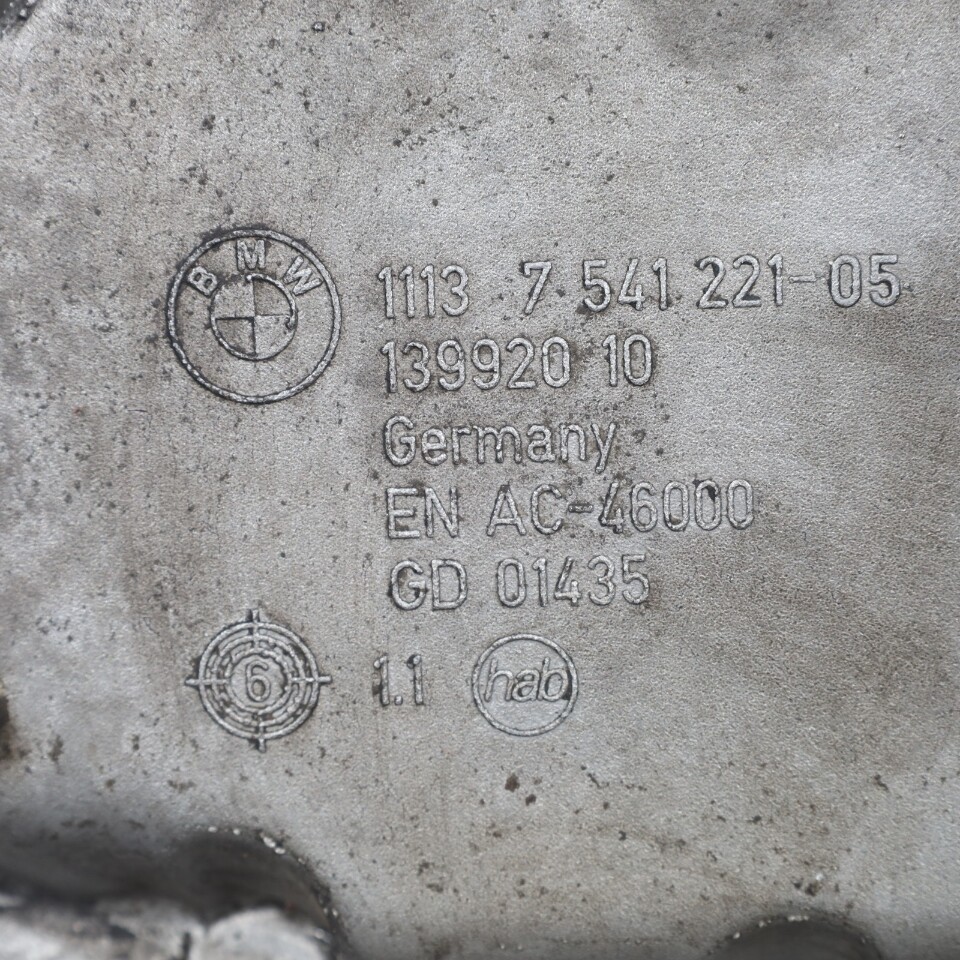 BMW
1113 7 541 221-05
139920 10
Germany
EN AC-46000
GD 01435
6 1.1 hab